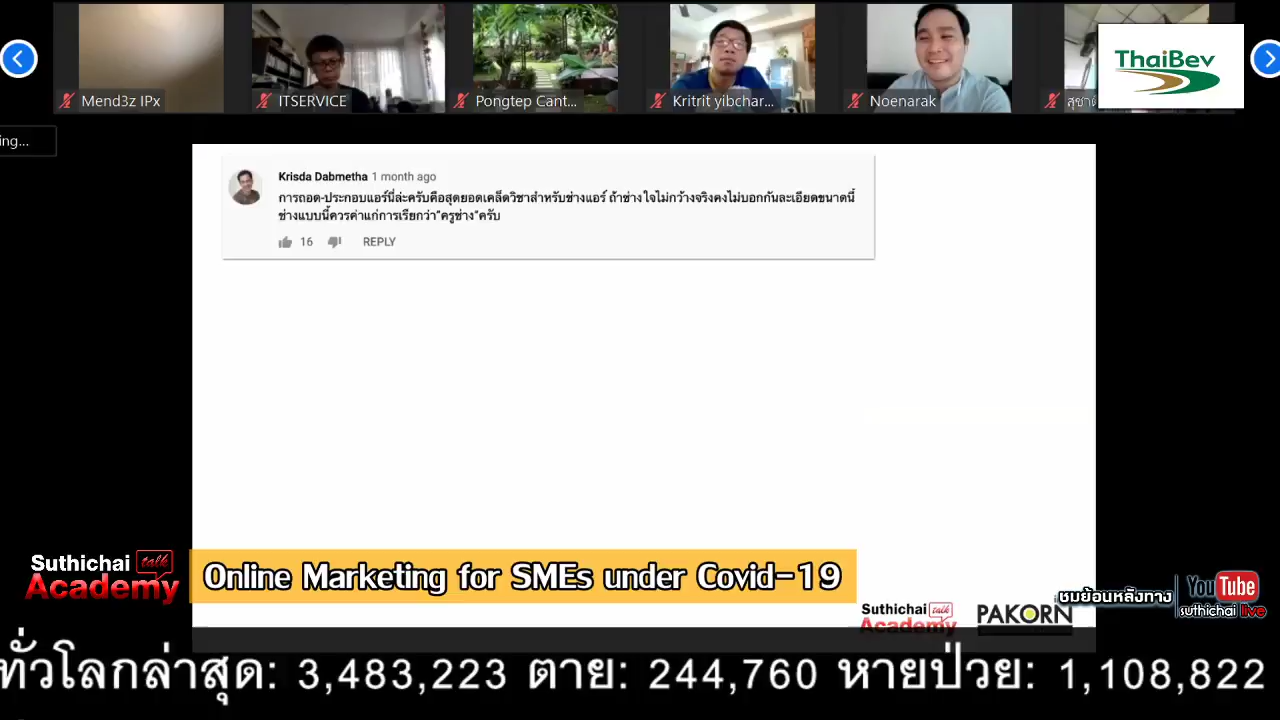 Mend3z IPx
ITSERVICE
Pongtep Cant...
Kritrit yibchar...
Noenarak
ThaiBev
ing...
Krisda Dabmetha 1 month ago
การถอด-ประกอบแอร์นี่ล่ะครับคือสุดยอดเคล็ดวิชาสำหรับช่างแอร์ ถ้าช่างใจไม่กว้างจริงคงไม่บอกกันละเอียดขนาดนี้
ช่างแบบนี้ควรค่าแก่การเรียกว่า"ครูช่าง"ครับ
16 REPLY
Suthichai talk
Academy
Online Marketing for SMEs under Covid-19
Suthichai talk
Academy
PAKORN
ชมย้อนหลังทาง
YouTube
suthichai live
ทั่วโลกล่าสุด: 3,483,223 ตาย: 244,760 หายป่วย: 1,108,822